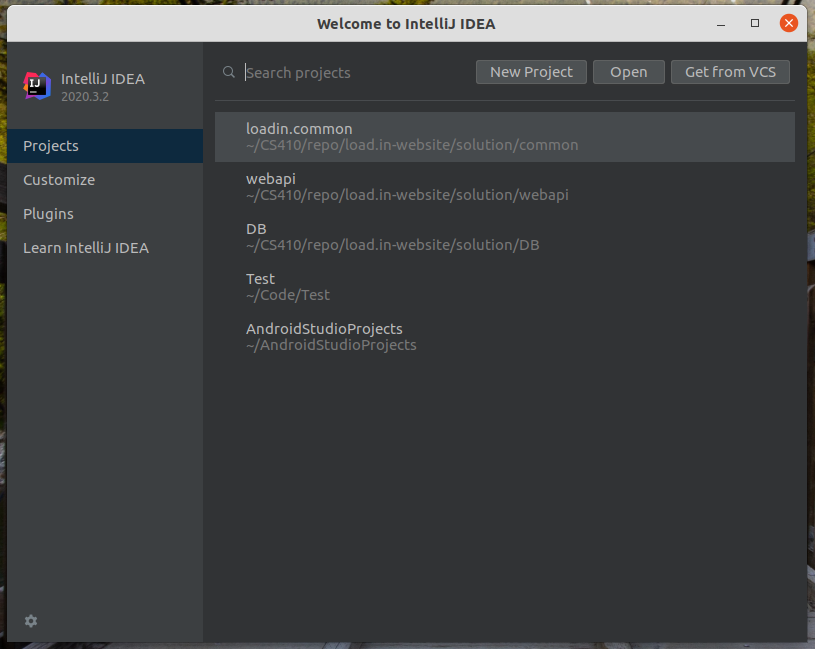 Welcome to IntelliJ IDEA
IJ
IntelliJ IDEA
2020.3.2
Projects
Customize
Plugins
Learn IntelliJ IDEA
Search projects
New Project
Open
Get from VCS
loadin.common
~/CS410/repo/load.in-website/solution/common
webapi
~/CS410/repo/load.in-website/solution/webapi
DB
~/CS410/repo/load.in-website/solution/DB
Test
~/Code/Test
AndroidStudioProjects
~/AndroidStudioProjects